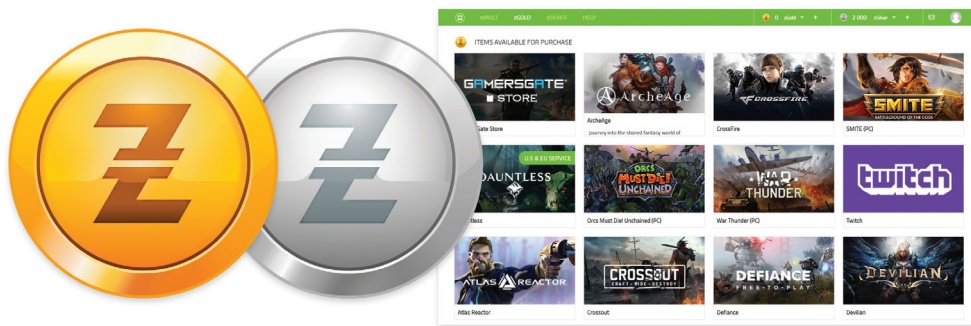 zVAULT zGOLD zSILVER HELP 0 zGold + 2 000 zSilver +
ITEMS AVAILABLE FOR PURCHASE
GAMERSGATE
STORE
Gate Store
ArcheAge
ArcheAge
Journey into the storied fantasy world of
CROSSFIRE
CrossFire
SMITE
BATTLEGROUND OF THE GODS
SMITE (PC)
U.S & EU SERVICE
DAUNTLESS
ntless
ORCS
MUST DIE!
UNCHAINED
Orcs Must Die! Unchained (PC)
WAR
THUNDER
War Thunder (PC)
twitch
Twitch
ATLAS REACTOR
Atlas Reactor
CROSSOUT
CRAFT · RIDE · DESTROY
Crossout
DEFIANCE
FREE-TO-PLAY
Defiance
DEVILIAN
Devilian